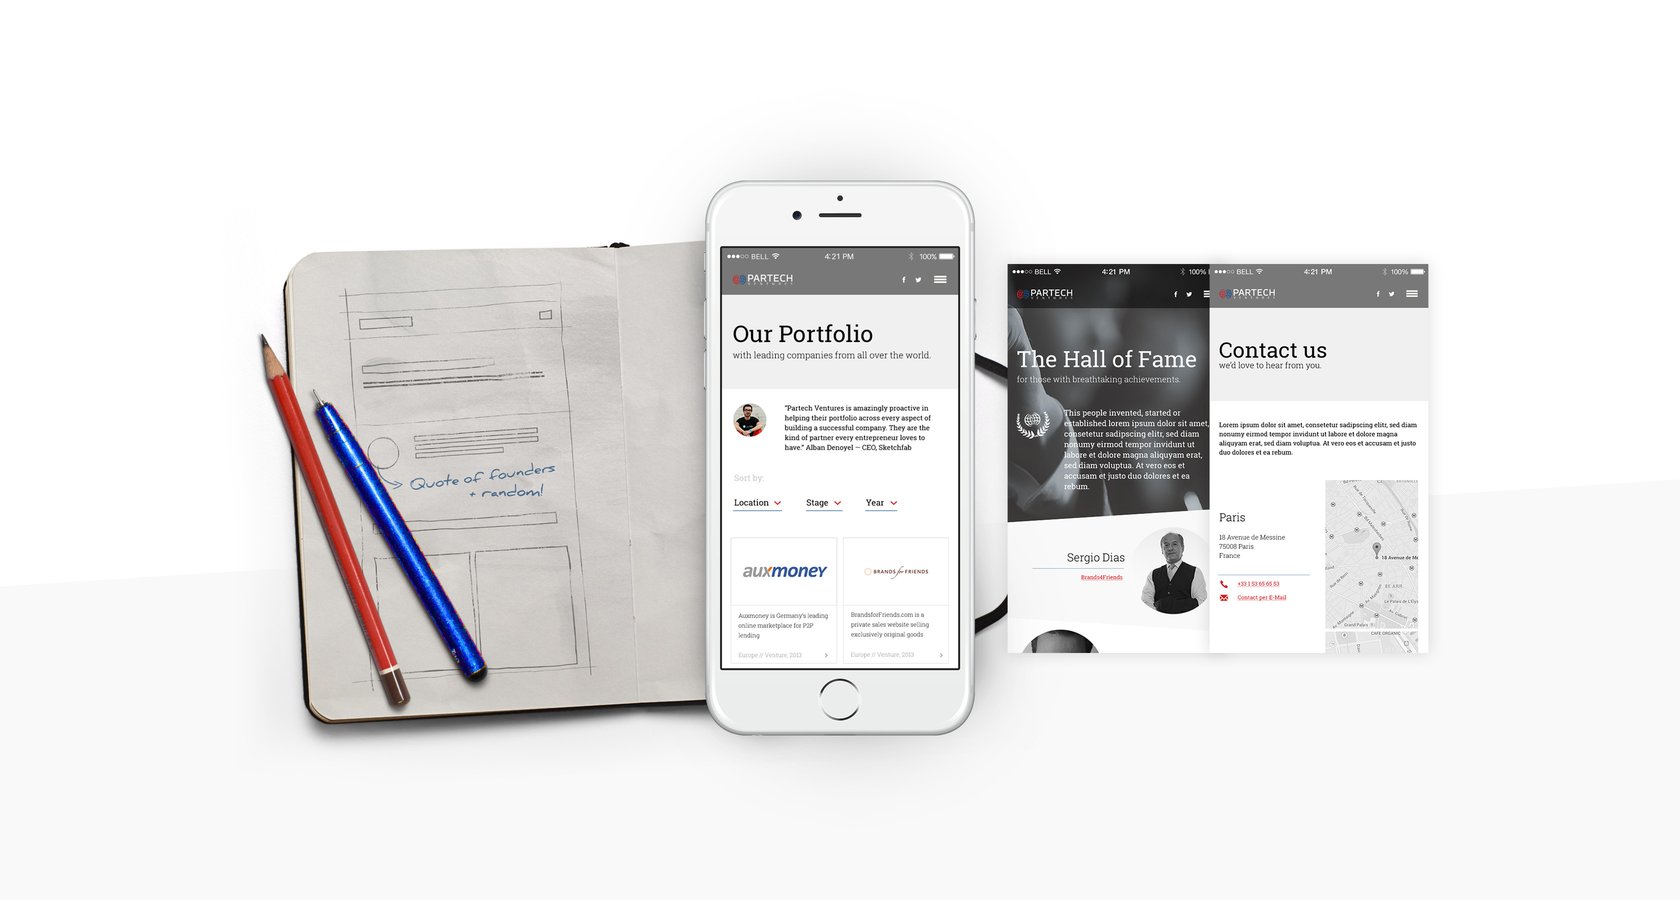 Quote of founders
+ random!
BELL
4:21 PM
100%
PARTECH
VENTURES
Our Portfolio
with leading companies from all over the world.
"Partech Ventures is amazingly proactive in
helping their portfolio across every aspect of
building a successful company. They are the
kind of partner every entrepreneur loves to
have." Alban Denoyel — CEO, Sketchfab
Sort by:
Location
Stage
Year
auxmoney
BRANDS for FRIENDS
Auxmoney is Germany's leading
online marketplace for P2P
lending
Europe // Venture, 2013
BrandsforFriends.com is a
private sales website selling
exclusively original goods
Europe // Venture, 2013
BELL
4:21 PM
100%
PARTECH
VENTURES
The Hall of Fame
for those with breathtaking achievements.
This people invented, started or
established lorem ipsum dolor sit amet,
consetetur sadipscing elitr, sed diam
nonumy eirmod tempor invidunt ut
labore et dolore magna aliquyam erat,
sed diam voluptua. At vero eos et
accusam et justo duo dolores et ea
rebum.
Sergio Dias
Brands4Friends
BELL
4:21 PM
100%
PARTECH
VENTURES
Contact us
we'd love to hear from you.
Lorem ipsum dolor sit amet, consetetur sadipscing elitr, sed diam
nonumy eirmod tempor invidunt ut labore et dolore magna
aliquyam erat, sed diam voluptua. At vero eos et accusam et justo
duo dolores et ea rebum.
Paris
18 Avenue de Messine
75008 Paris
France
+33 1 53 65 65 53
Contact per E-Mail
18 Avenue de Me
Grand Palais
CAFE ORGANIC